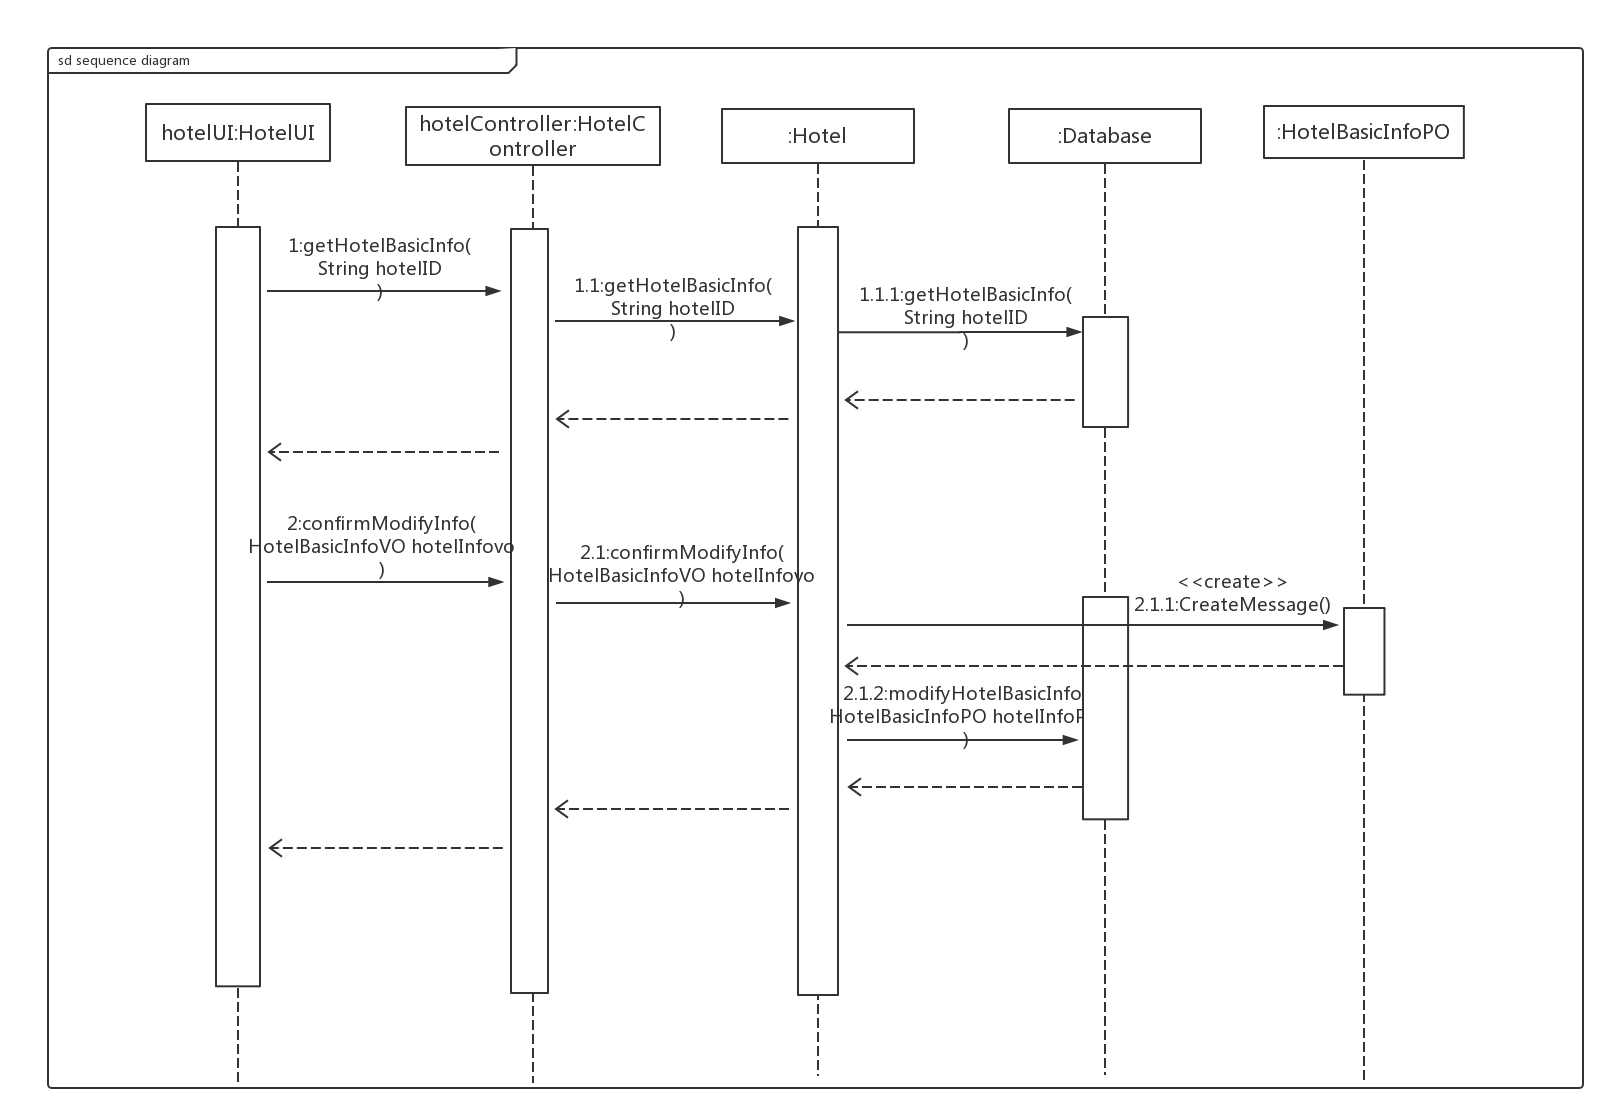 sd sequence diagram
hotelUI:HotelUI
hotelController:HotelC
ontroller
:Hotel
:Database
:HotelBasicInfoPO
1:getHotelBasicInfo(
String hotelID
)
1.1:getHotelBasicInfo(
String hotelID
)
1.1.1:getHotelBasicInfo(
String hotelID
)
2:confirmModifyInfo(
HotelBasicInfoVO hotelInfovo
)
2.1:confirmModifyInfo(
HotelBasicInfoVO hotelInfovo
)
<<create>>
2.1.1:CreateMessage()
2.1.2:modifyHotelBasicInfo
HotelBasicInfoPO
)